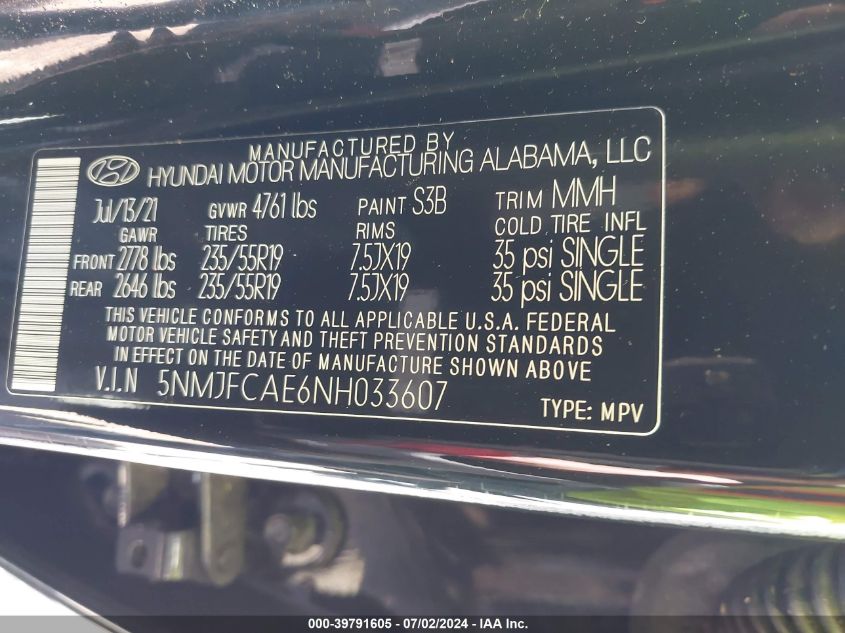 MANUFACTURED BY
HYUNDAI MOTOR MANUFACTURING ALABAMA, LLC
Jul/13/21 GVWR 4761 lbs PAINT S3B TRIM MMH
GAWR TIRES RIMS COLD TIRE INFL
FRONT 2778 lbs 235/55R19 7.5JX19 35 psi SINGLE
REAR 2646 lbs 235/55R19 7.5JX19 35 psi SINGLE
THIS VEHICLE CONFORMS TO ALL APPLICABLE U.S.A. FEDERAL
MOTOR VEHICLE SAFETY AND THEFT PREVENTION STANDARDS
IN EFFECT ON THE DATE OF MANUFACTURE SHOWN ABOVE.
V.I.N 5NMJFCAE6NH033607 TYPE: MPV
000-39791605 - 07/02/2024 - IAA Inc.